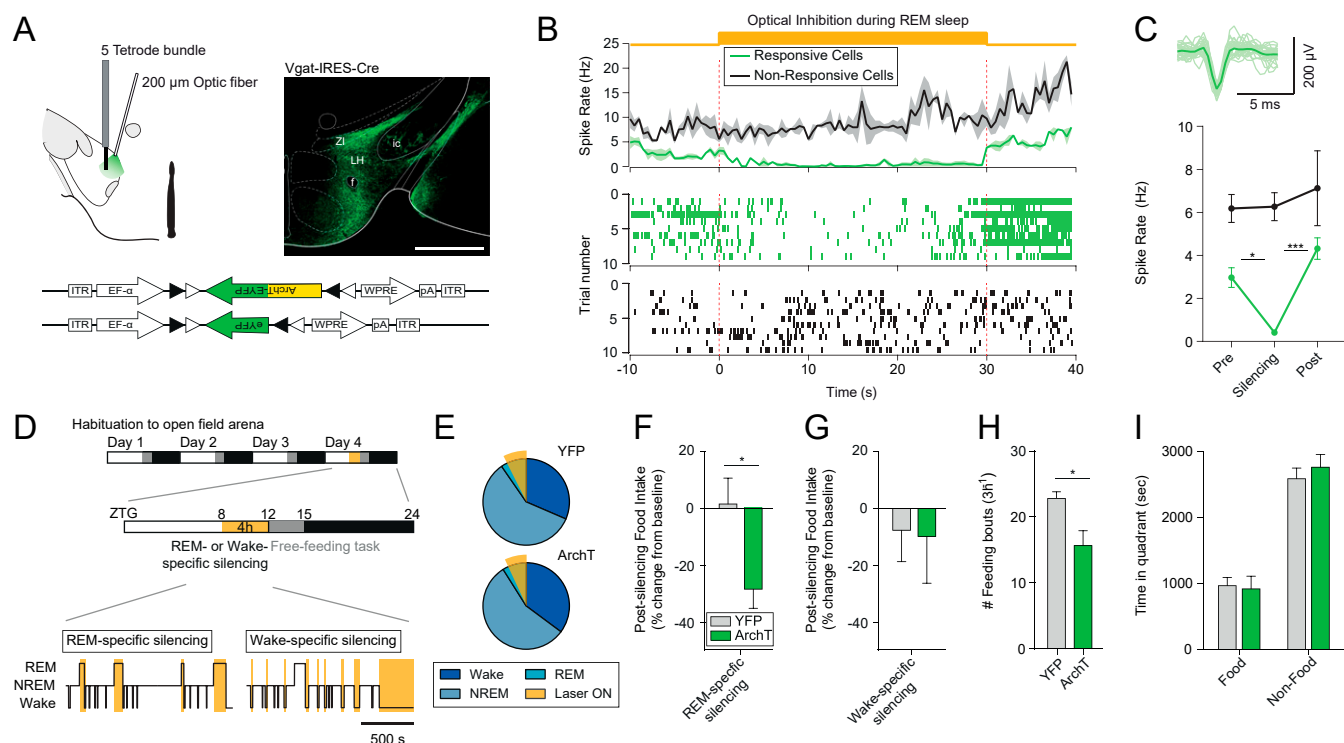 A
5 Tetrode bundle
200 µm Optic fiber
Vgat-IRES-Cre
ZI
ic
LH
f
ITR EF-α ArchT-EYFP WPRE pA ITR
ITR EF-α eYFP WPRE pA ITR
B
Optical Inhibition during REM sleep
Responsive Cells
Non-Responsive Cells
Spike Rate (Hz)
25
20
15
10
5
0
Trial number
0
5
10
0
5
10
-10 0 10 20 30 40
Time (s)
C
200 µV
5 ms
Spike Rate (Hz)
10
8
6
4
2
0
* ***
Pre Silencing Post
D
Habituation to open field arena
Day 1 Day 2 Day 3 Day 4
ZTG 8 12 15 24
4h
REM- or Wake-
specific silencing
Free-feeding task
REM-specific silencing
Wake-specific silencing
REM
NREM
Wake
500 s
E
YFP
ArchT
Wake REM
NREM Laser ON
F
Post-silencing Food Intake
(% change from baseline)
20
0
-20
-40
*
YFP
ArchT
REM-specfic
silencing
G
Post-silencing Food Intake
(% change from baseline)
20
0
-20
-40
Wake-specific
silencing
H
# Feeding bouts (3h⁻¹)
30
20
10
0
*
YFP
ArchT
I
Time in quadrant (sec)
3000
2000
1000
0
Food
Non-Food